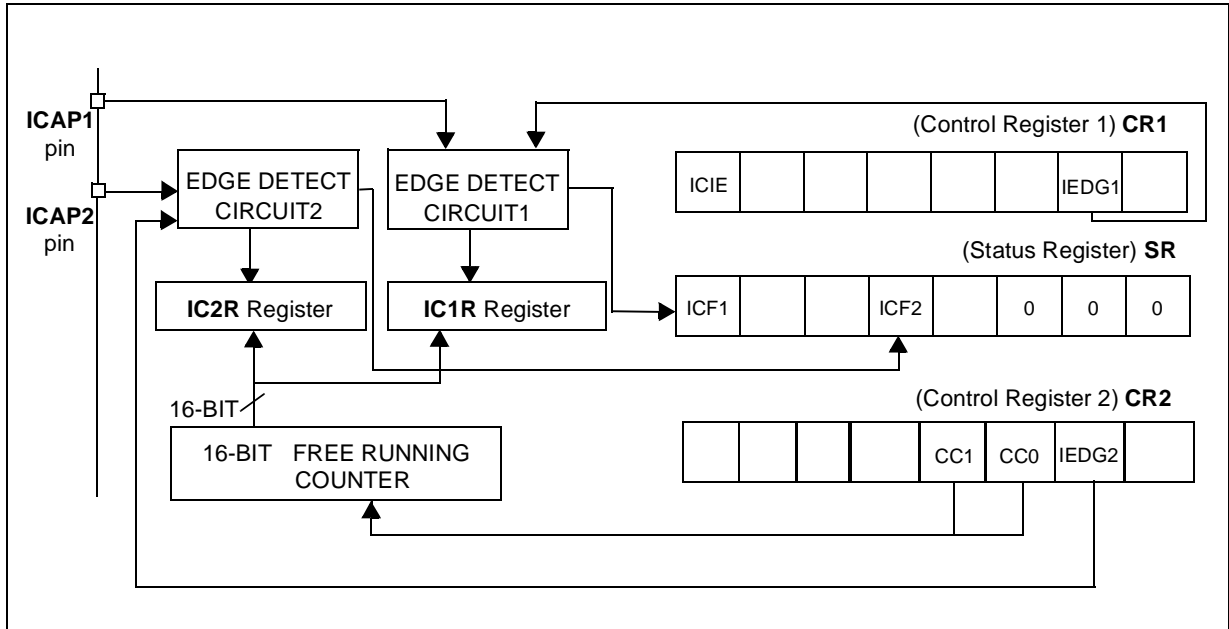 ICAP1
pin
ICAP2
pin
EDGE DETECT
CIRCUIT2
EDGE DETECT
CIRCUIT1
IC2R Register
IC1R Register
16-BIT
16-BIT FREE RUNNING
COUNTER
(Control Register 1) CR1
ICIE IEDG1
(Status Register) SR
ICF1 ICF2 0 0 0
(Control Register 2) CR2
CC1 CC0 IEDG2